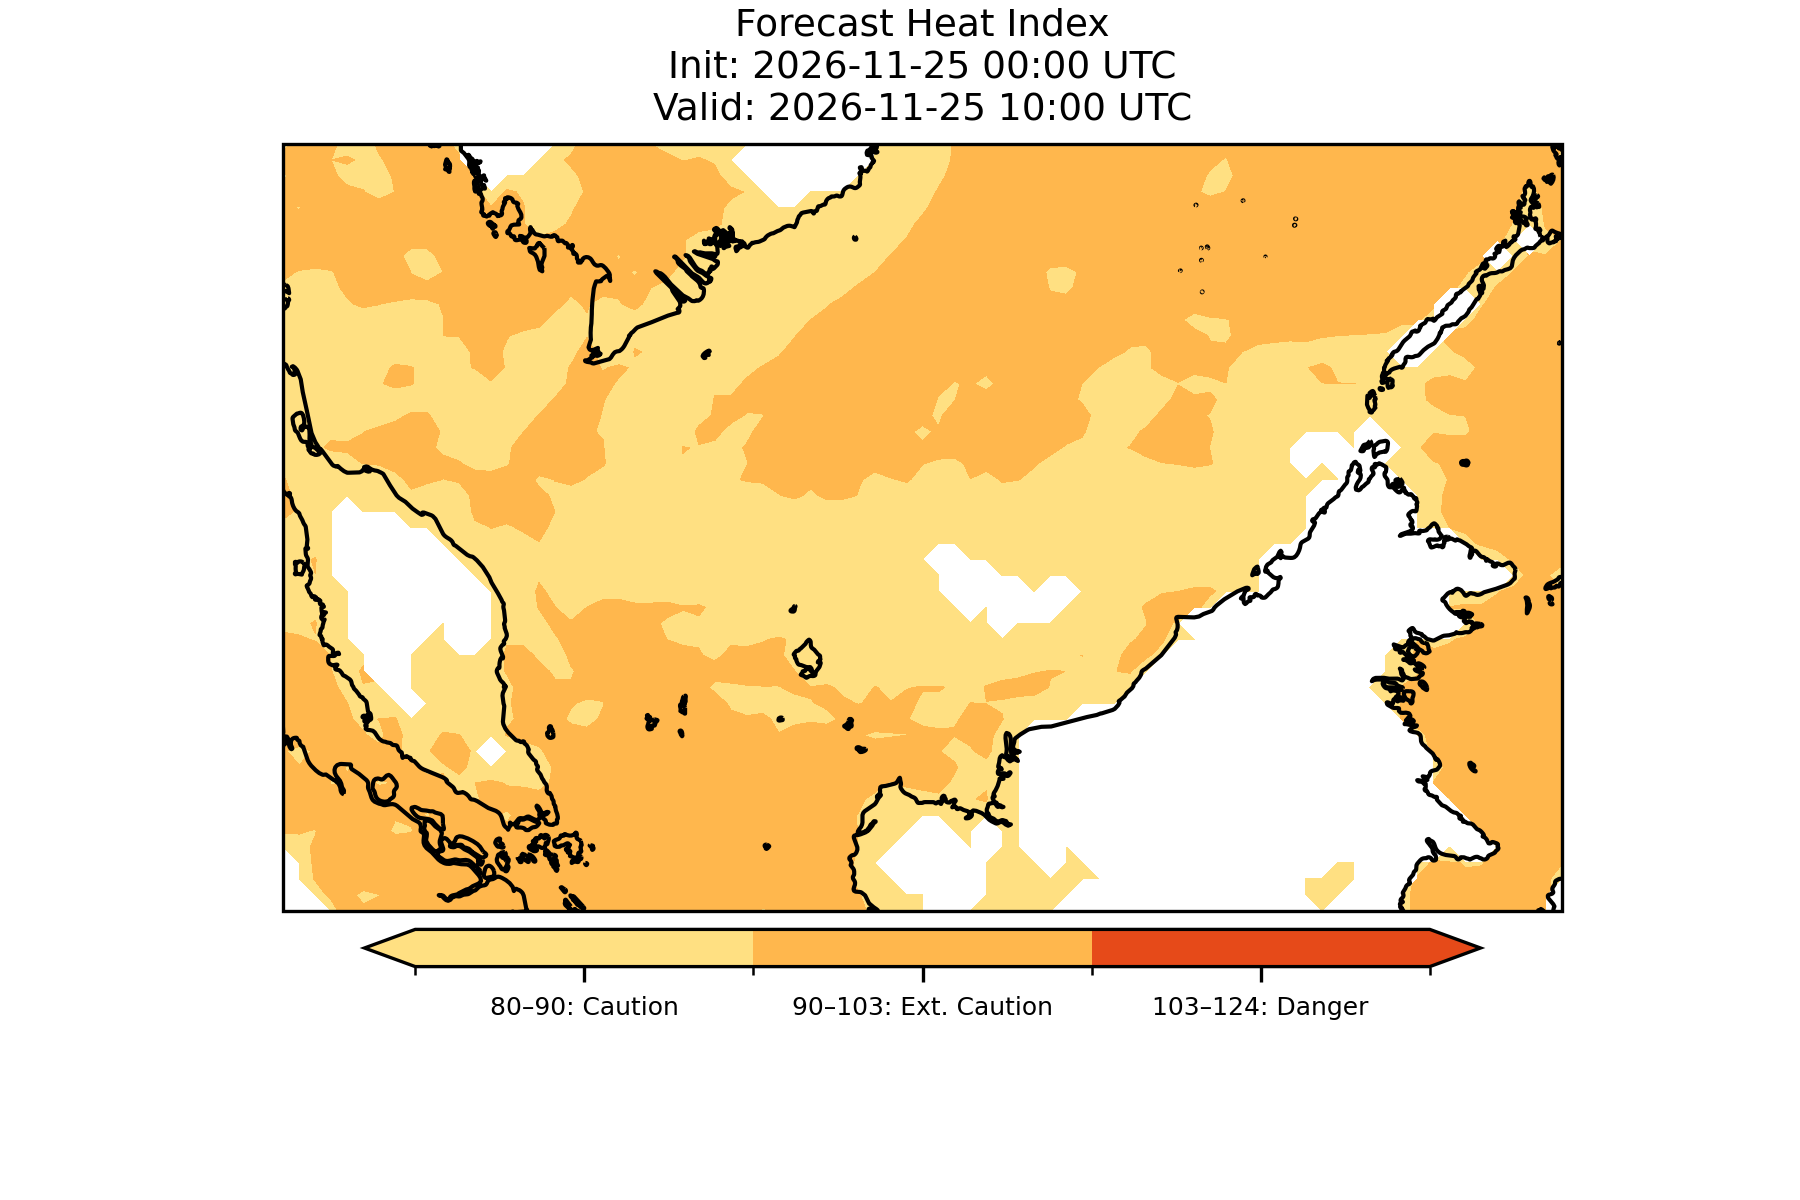 Forecast Heat Index
Init: 2026-11-25 00:00 UTC
Valid: 2026-11-25 10:00 UTC
80–90: Caution
90–103: Ext. Caution
103–124: Danger